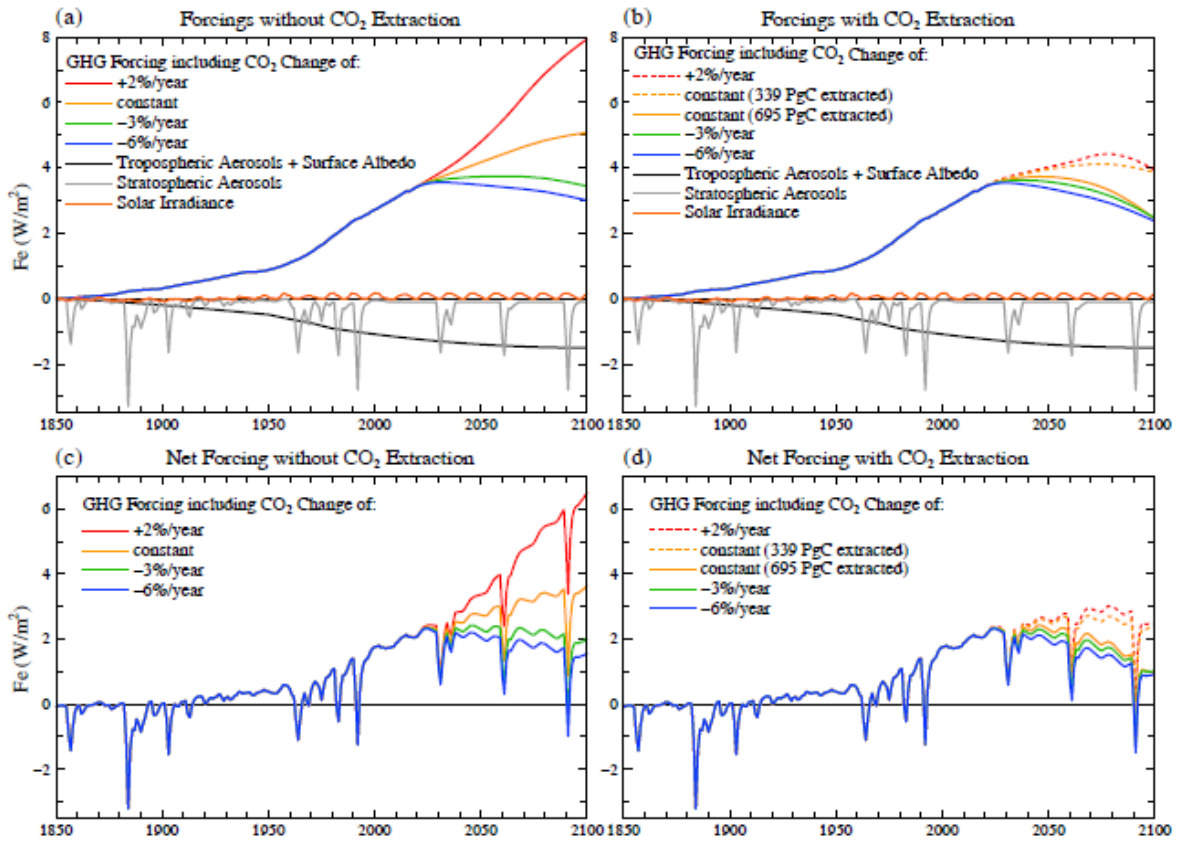 (a) Forcings without CO₂ Extraction
8
6
4
2
0
−2
Fe (W/m²)
GHG Forcing including CO₂ Change of:
+2%/year
constant
−3%/year
−6%/year
Tropospheric Aerosols + Surface Albedo
Stratospheric Aerosols
Solar Irradiance
1850 1900 1950 2000 2050 2100
(b) Forcings with CO₂ Extraction
GHG Forcing including CO₂ Change of:
+2%/year
constant (339 PgC extracted)
constant (695 PgC extracted)
−3%/year
−6%/year
Tropospheric Aerosols + Surface Albedo
Stratospheric Aerosols
Solar Irradiance
1850 1900 1950 2000 2050 2100
(c) Net Forcing without CO₂ Extraction
6
4
2
0
−2
Fe (W/m²)
GHG Forcing including CO₂ Change of:
+2%/year
constant
−3%/year
−6%/year
1850 1900 1950 2000 2050 2100
(d) Net Forcing with CO₂ Extraction
GHG Forcing including CO₂ Change of:
+2%/year
constant (339 PgC extracted)
constant (695 PgC extracted)
−3%/year
−6%/year
1850 1900 1950 2000 2050 2100